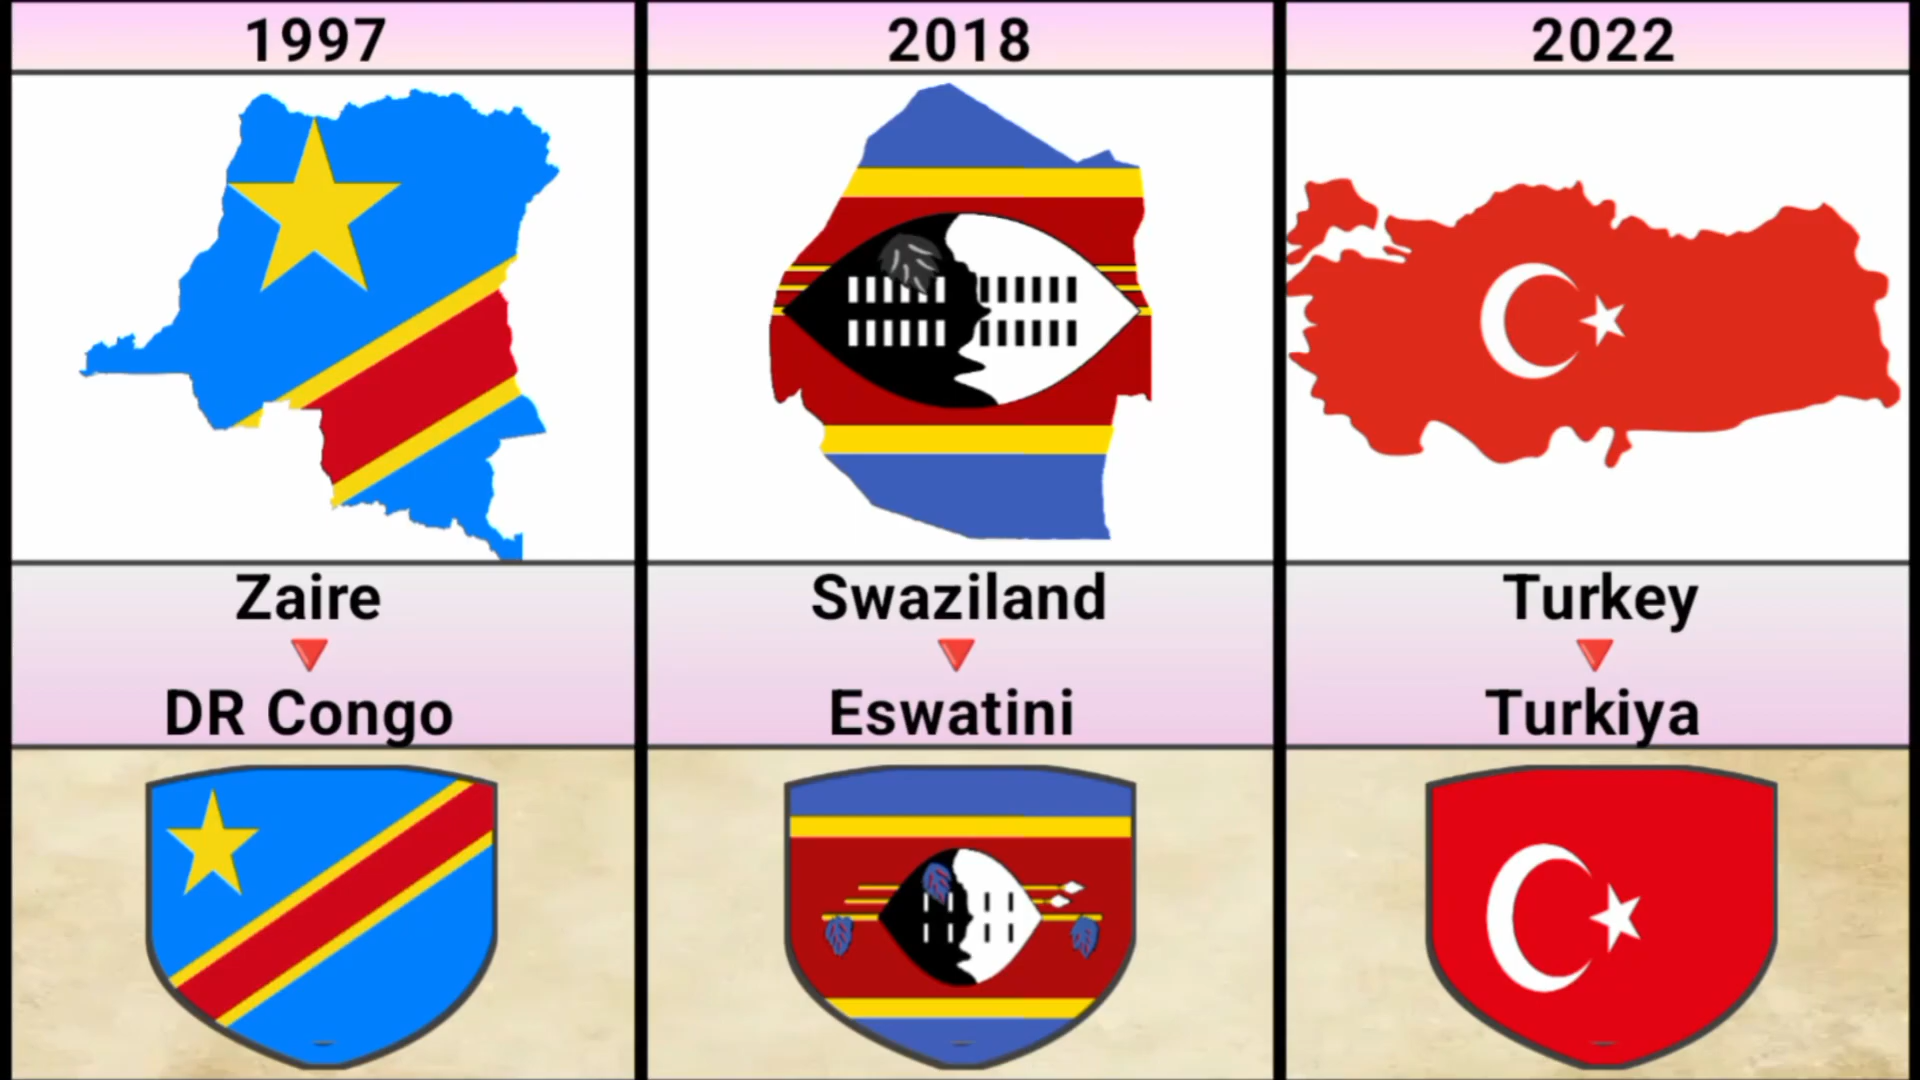 1997
2018
2022
Zaire
DR Congo
Swaziland
Eswatini
Turkey
Turkiya